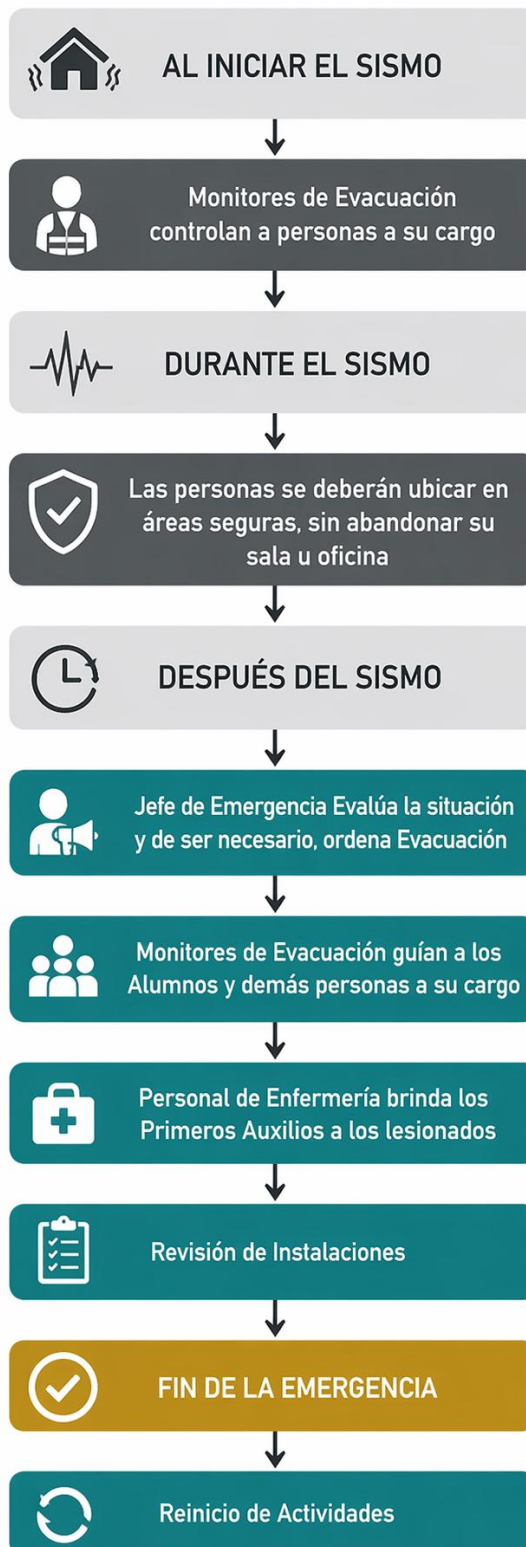 AL INICIAR EL SISMO
Monitores de Evacuación
controlan a personas a su cargo
DURANTE EL SISMO
Las personas se deberán ubicar en
áreas seguras, sin abandonar su
sala u oficina
DESPUÉS DEL SISMO
Jefe de Emergencia Evalúa la situación
y de ser necesario, ordena Evacuación
Monitores de Evacuación guían a los
Alumnos y demás personas a su cargo
Personal de Enfermería brinda los
Primeros Auxilios a los lesionados
Revisión de Instalaciones
FIN DE LA EMERGENCIA
Reinicio de Actividades